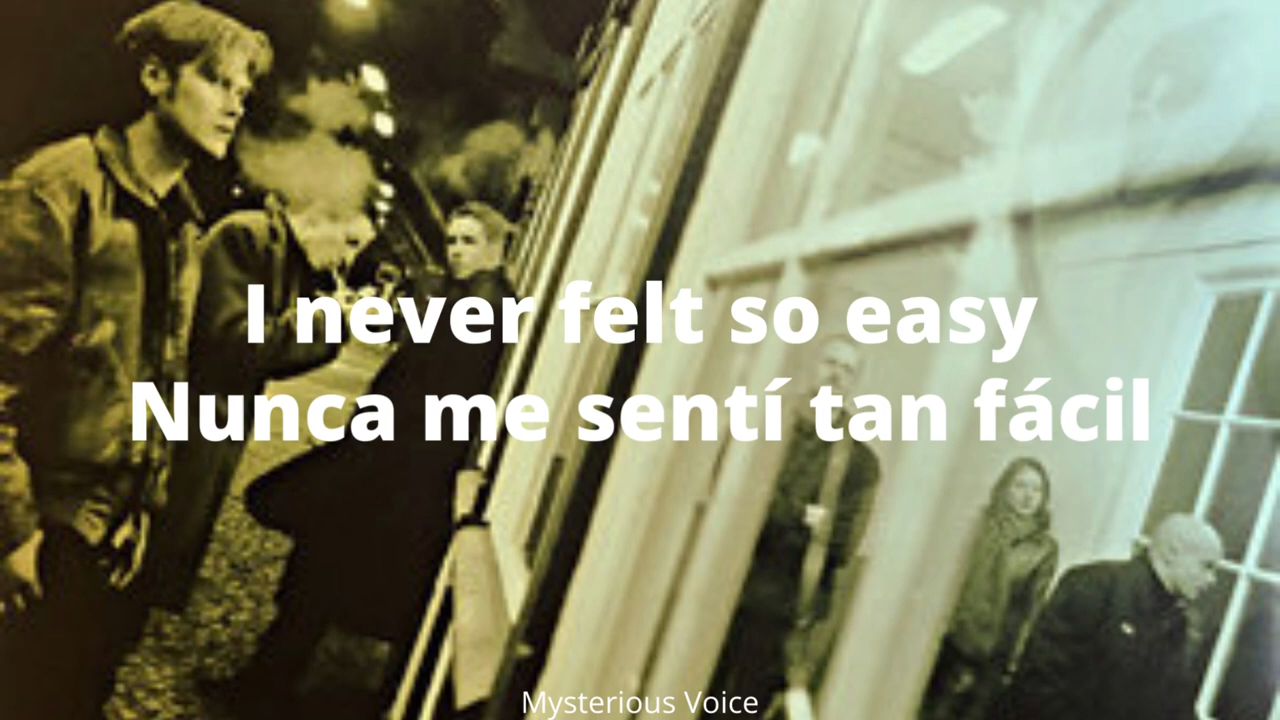 I never felt so easy
Nunca me sentí tan fácil
Mysterious Voice